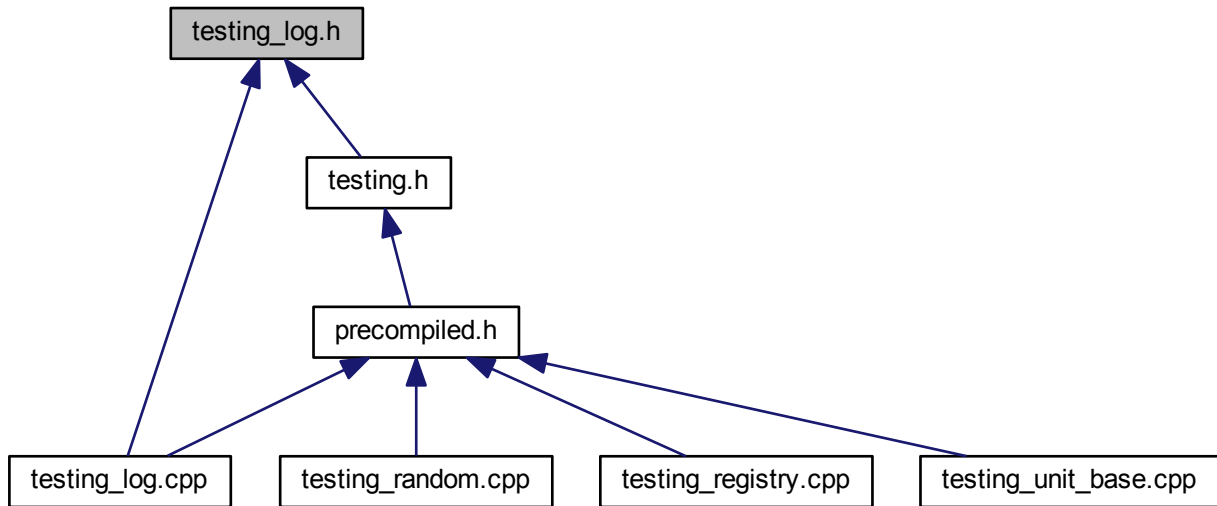 testing_log.h
testing.h
precompiled.h
testing_log.cpp
testing_random.cpp
testing_registry.cpp
testing_unit_base.cpp